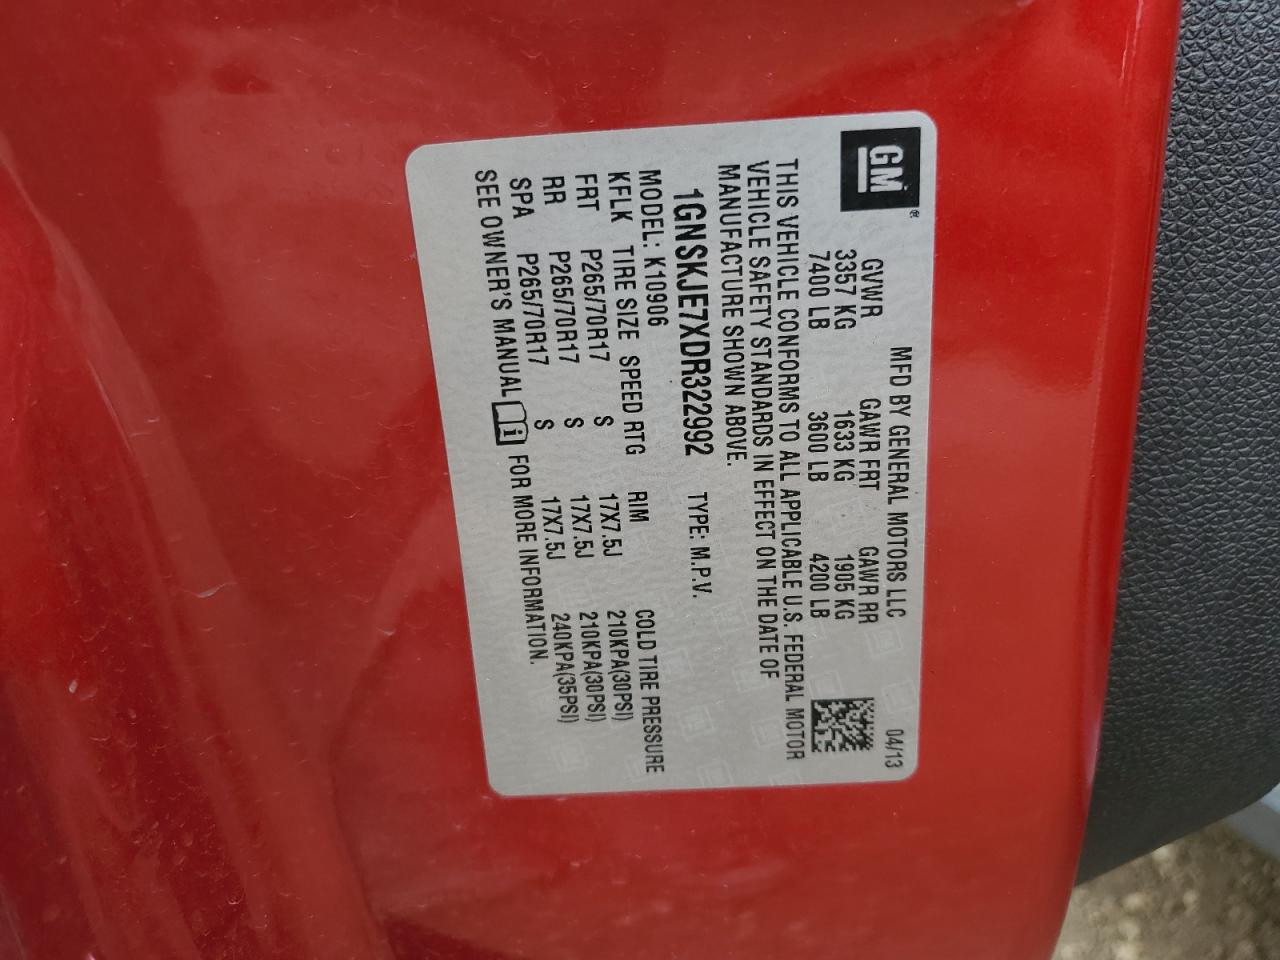 GM®
MFD BY GENERAL MOTORS LLC 04/13
GVWR GAWR FRT GAWR RR
3357 KG 1633 KG 1905 KG
7400 LB 3600 LB 4200 LB
THIS VEHICLE CONFORMS TO ALL APPLICABLE U.S. FEDERAL MOTOR
VEHICLE SAFETY STANDARDS IN EFFECT ON THE DATE OF
MANUFACTURE SHOWN ABOVE.
1GNSKJE7XDR322992 TYPE: M.P.V.
MODEL: K10906
KFLK TIRE SIZE SPEED RTG RIM COLD TIRE PRESSURE
FRT P265/70R17 S 17X7.5J 210KPA(30PSI)
RR P265/70R17 S 17X7.5J 210KPA(30PSI)
SPA P265/70R17 S 17X7.5J 240KPA(35PSI)
SEE OWNER'S MANUAL i FOR MORE INFORMATION.